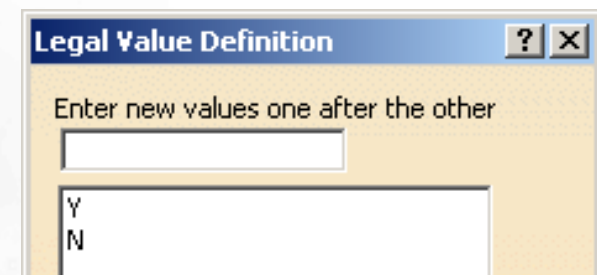 Legal Value Definition
Enter new values one after the other
Y
N